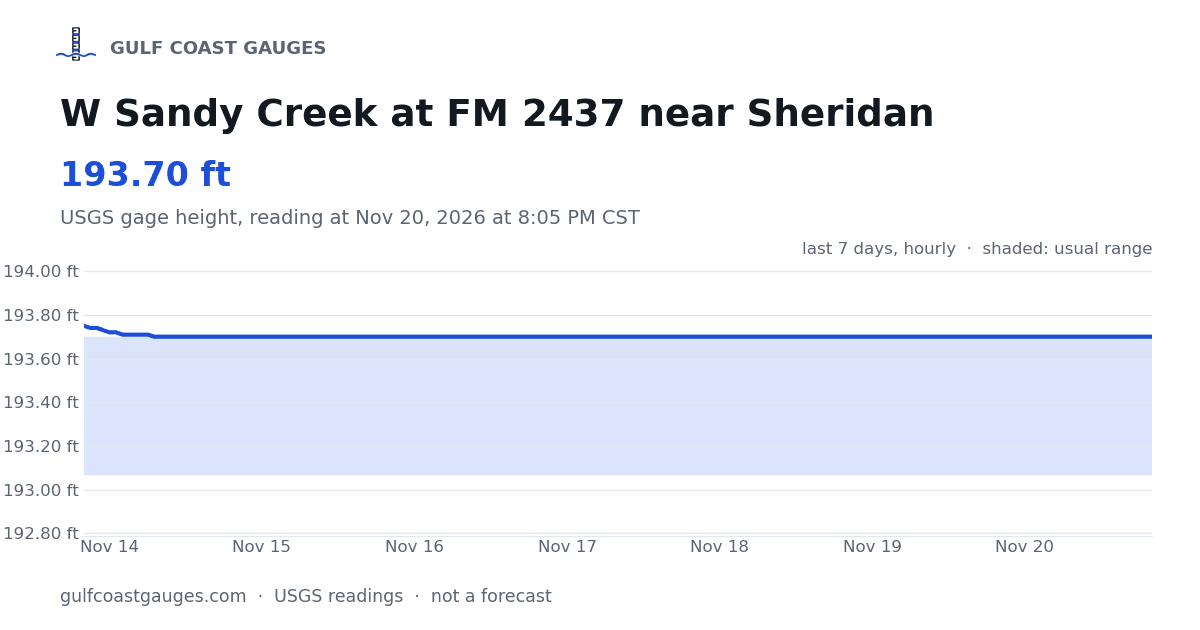 GULF COAST GAUGES
W Sandy Creek at FM 2437 near Sheridan
193.70 ft
USGS gage height, reading at Nov 20, 2026 at 8:05 PM CST
last 7 days, hourly · shaded: usual range
194.00 ft
193.80 ft
193.60 ft
193.40 ft
193.20 ft
193.00 ft
192.80 ft
Nov 14 Nov 15 Nov 16 Nov 17 Nov 18 Nov 19 Nov 20
gulfcoastgauges.com · USGS readings · not a forecast